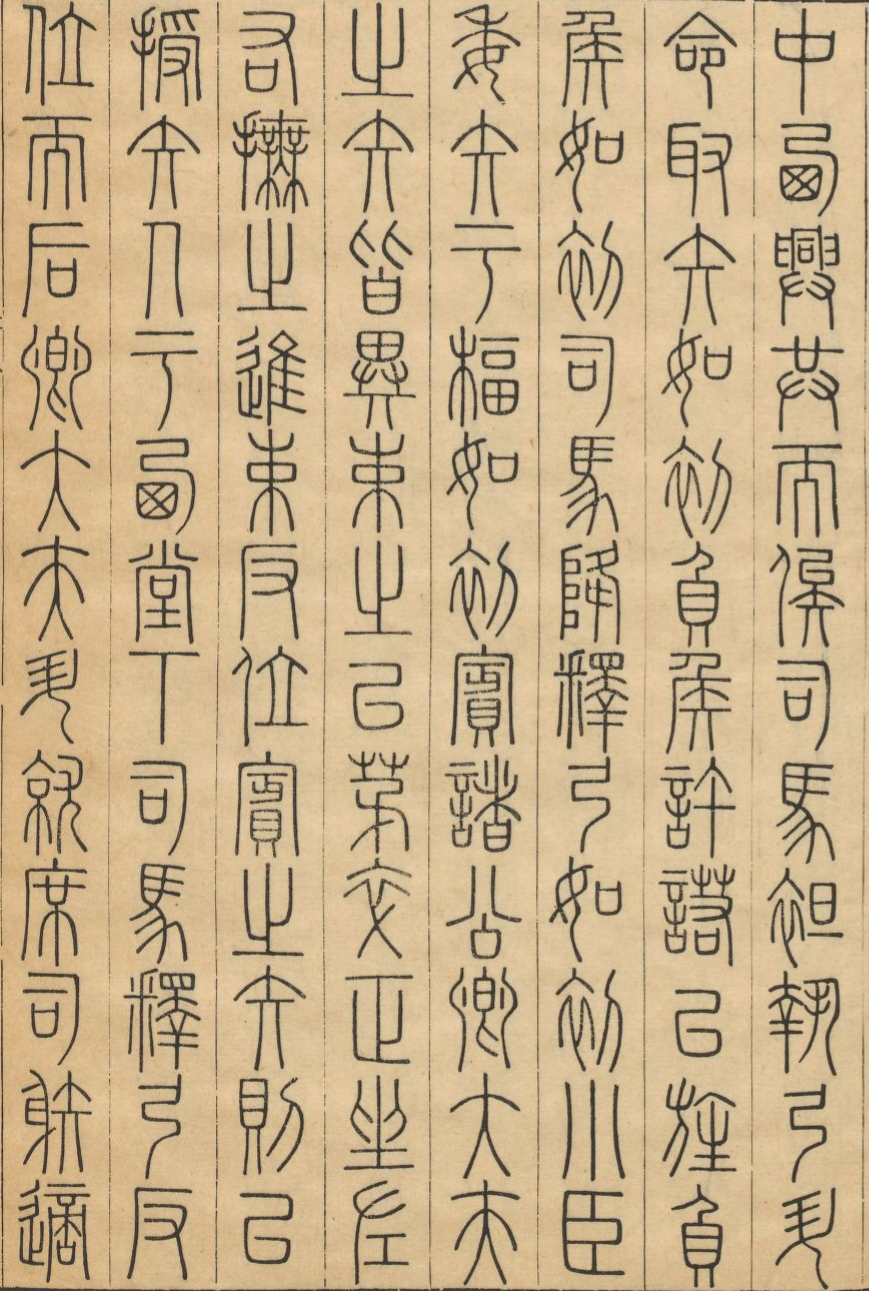 中西興共而俟司馬袒執弓升
命取矢如初負侯許諾以旌負
侯如初司馬降釋弓如初小臣
委矢于楅如初賓諸公卿大夫
之矢皆異束之以茅卒正坐左
右撫之進束反位賓之矢則以
授矢人于西堂下司馬釋弓反
位而后卿大夫升就席司射適